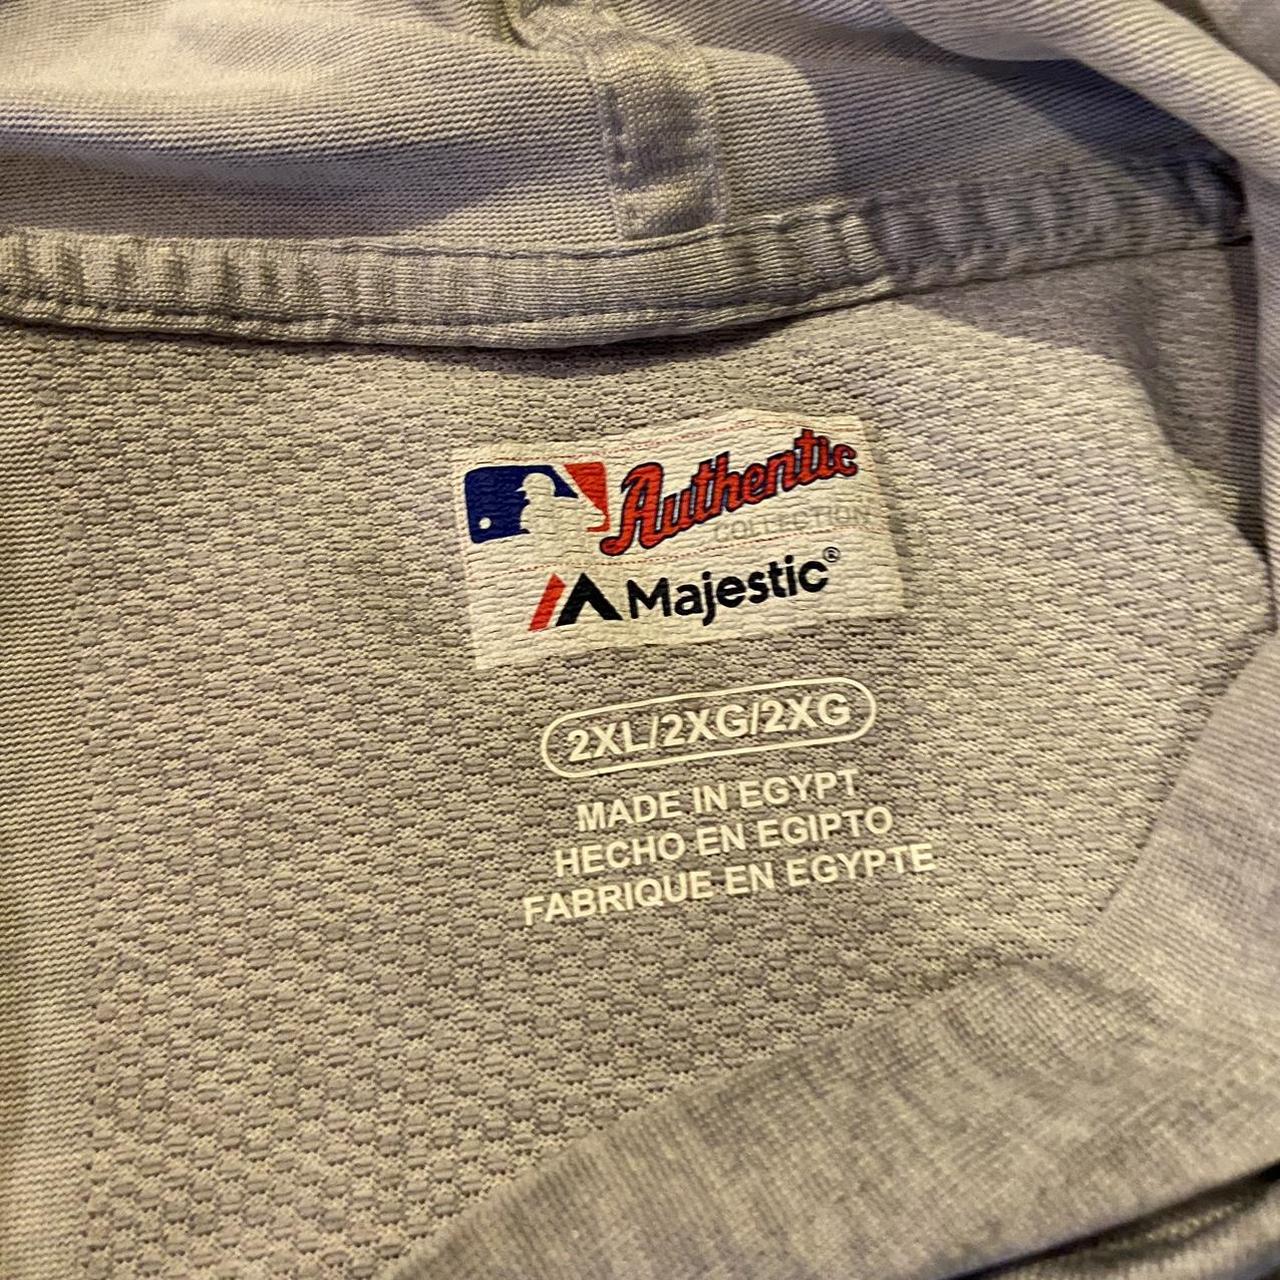 Authentic
COLLECTION
Majestic®
2XL/2XG/2XG
MADE IN EGYPT
HECHO EN EGIPTO
FABRIQUE EN EGYPTE